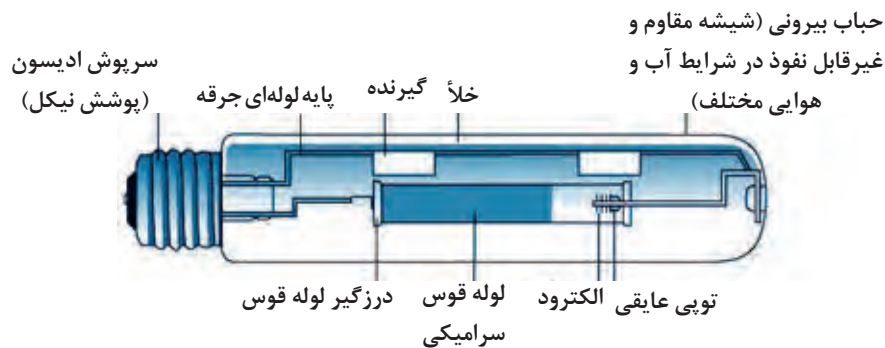 حباب بیرونی (شیشه مقاوم و
غیرقابل نفوذ در شرایط آب و
هوایی مختلف)
خلأ
گیرنده
پایه لوله‌ای جرقه
سرپوش ادیسون
(پوشش نیکل)
توپی عایقی
الکترود
لوله قوس
سرامیکی
درزگیر لوله قوس